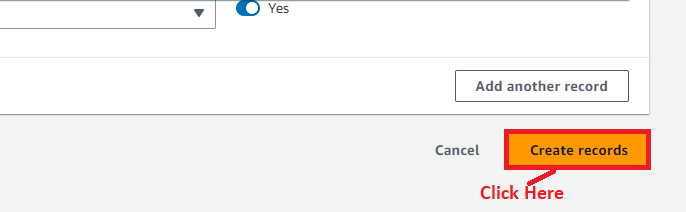 Yes
Add another record
Cancel
Create records
Click Here